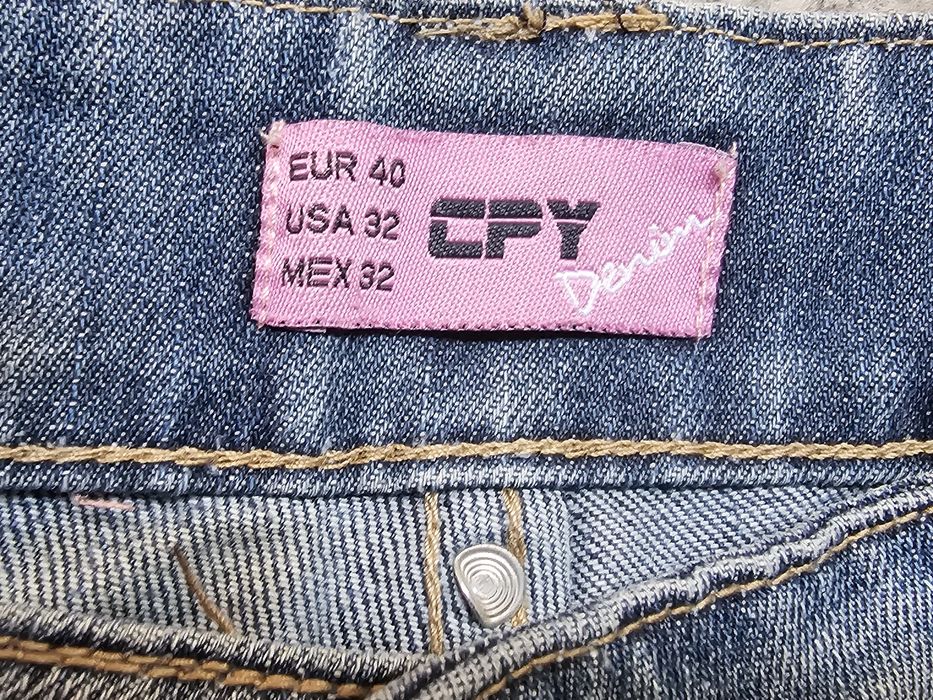 EUR 40
USA 32
MEX 32
CPY
Denim